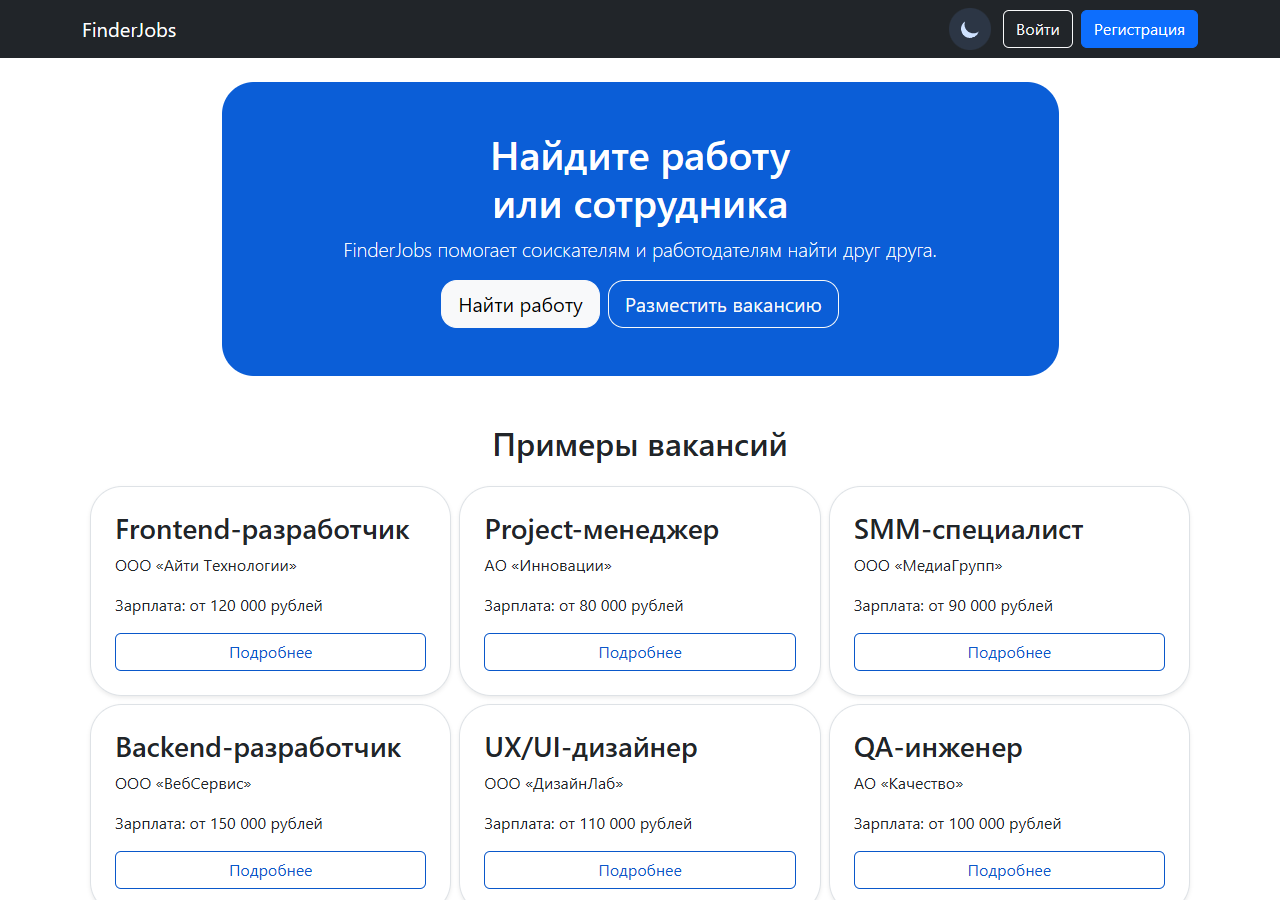 FinderJobs
Войти
Регистрация
Найдите работу
или сотрудника
FinderJobs помогает соискателям и работодателям найти друг друга.
Найти работу
Разместить вакансию
Примеры вакансий
Frontend-разработчик
ООО «Айти Технологии»
Зарплата: от 120 000 рублей
Подробнее
Project-менеджер
АО «Инновации»
Зарплата: от 80 000 рублей
Подробнее
SMM-специалист
ООО «МедиаГрупп»
Зарплата: от 90 000 рублей
Подробнее
Backend-разработчик
ООО «ВебСервис»
Зарплата: от 150 000 рублей
Подробнее
UX/UI-дизайнер
ООО «ДизайнЛаб»
Зарплата: от 110 000 рублей
Подробнее
QA-инженер
АО «Качество»
Зарплата: от 100 000 рублей
Подробнее